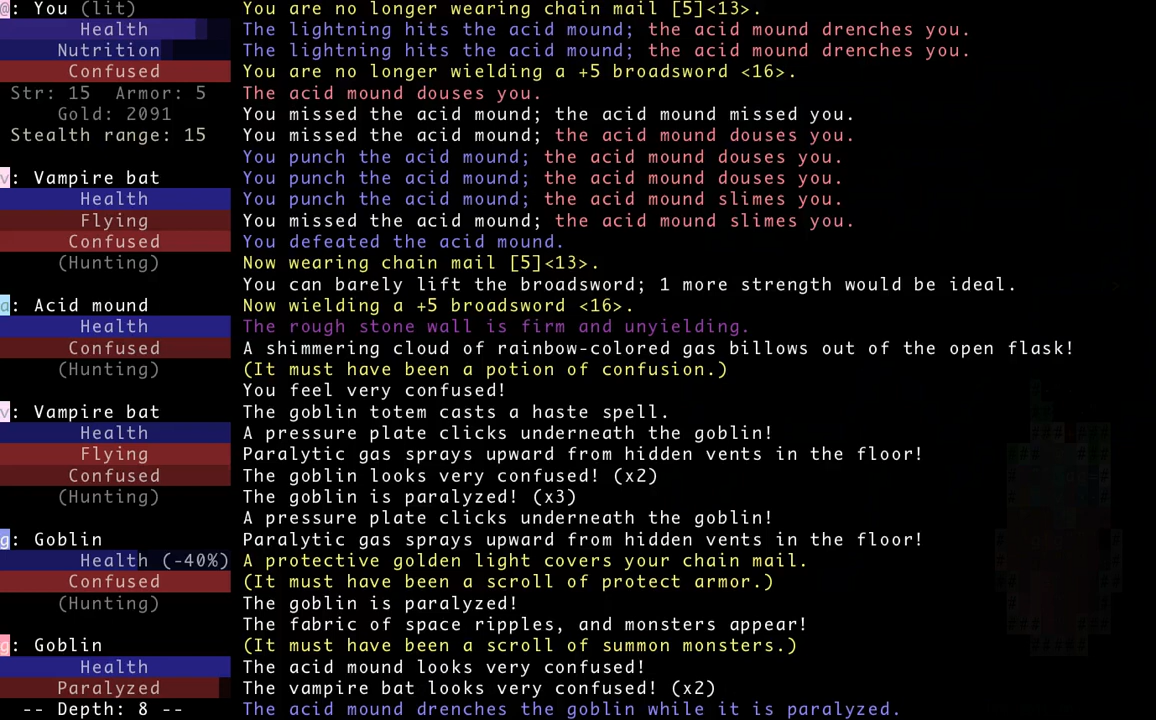 @: You (lit)
Health
Nutrition
Confused
Str: 15 Armor: 5
Gold: 2091
Stealth range: 15
v: Vampire bat
Health
Flying
Confused
(Hunting)
a: Acid mound
Health
Confused
(Hunting)
v: Vampire bat
Health
Flying
Confused
(Hunting)
g: Goblin
Health (-40%)
Confused
(Hunting)
g: Goblin
Health
Paralyzed
-- Depth: 8 --
You are no longer wearing chain mail [5]<13>.
The lightning hits the acid mound; the acid mound drenches you.
The lightning hits the acid mound; the acid mound drenches you.
You are no longer wielding a +5 broadsword <16>.
The acid mound douses you.
You missed the acid mound; the acid mound missed you.
You missed the acid mound; the acid mound douses you.
You punch the acid mound; the acid mound douses you.
You punch the acid mound; the acid mound douses you.
You punch the acid mound; the acid mound slimes you.
You missed the acid mound; the acid mound slimes you.
You defeated the acid mound.
Now wearing chain mail [5]<13>.
You can barely lift the broadsword; 1 more strength would be ideal.
Now wielding a +5 broadsword <16>.
The rough stone wall is firm and unyielding.
A shimmering cloud of rainbow-colored gas billows out of the open flask!
(It must have been a potion of confusion.)
You feel very confused!
The goblin totem casts a haste spell.
A pressure plate clicks underneath the goblin!
Paralytic gas sprays upward from hidden vents in the floor!
The goblin looks very confused! (x2)
The goblin is paralyzed! (x3)
A pressure plate clicks underneath the goblin!
Paralytic gas sprays upward from hidden vents in the floor!
A protective golden light covers your chain mail.
(It must have been a scroll of protect armor.)
The goblin is paralyzed!
The fabric of space ripples, and monsters appear!
(It must have been a scroll of summon monsters.)
The acid mound looks very confused!
The vampire bat looks very confused! (x2)
The acid mound drenches the goblin while it is paralyzed.